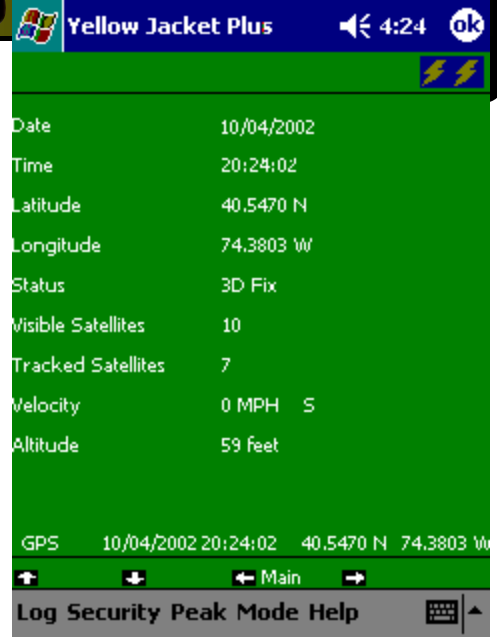 Yellow Jacket Plus 4:24 ok
Date 10/04/2002
Time 20:24:02
Latitude 40.5470 N
Longitude 74.3803 W
Status 3D Fix
Visible Satellites 10
Tracked Satellites 7
Velocity 0 MPH S
Altitude 59 feet
GPS 10/04/2002 20:24:02 40.5470 N 74.3803 W
Main
Log Security Peak Mode Help